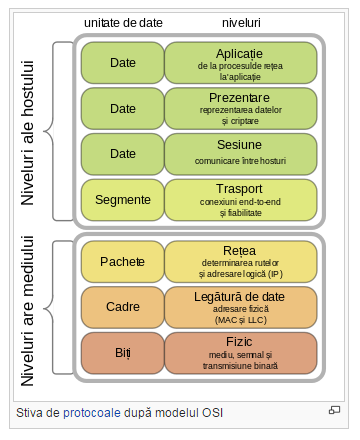 unitate de date niveluri
Niveluri ale hostului
Date Aplicație
de la procesulde rețea
la'aplicație
Date Prezentare
reprezentarea datelor
și criptare
Date Sesiune
comunicare între hosturi
Segmente Trasport
conexiuni end-to-end
și fiabilitate
Niveluri are mediului
Pachete Rețea
determinarea rutelor
și adresare logică (IP)
Cadre Legătură de date
adresare fizică
(MAC și LLC)
Biți Fizic
mediu, semnal și
transmisiune binară
Stiva de protocoale după modelul OSI